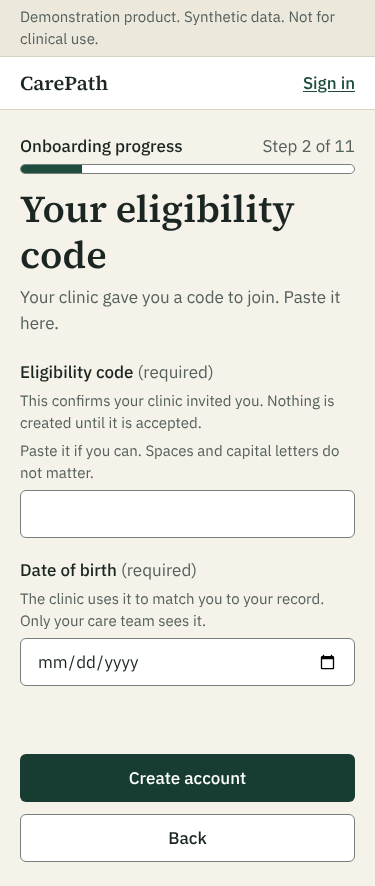 Demonstration product. Synthetic data. Not for
clinical use.
CarePath
Sign in
Onboarding progress
Step 2 of 11
Your eligibility
code
Your clinic gave you a code to join. Paste it
here.
Eligibility code (required)
This confirms your clinic invited you. Nothing is
created until it is accepted.
Paste it if you can. Spaces and capital letters do
not matter.
Date of birth (required)
The clinic uses it to match you to your record.
Only your care team sees it.
mm/dd/yyyy
Create account
Back